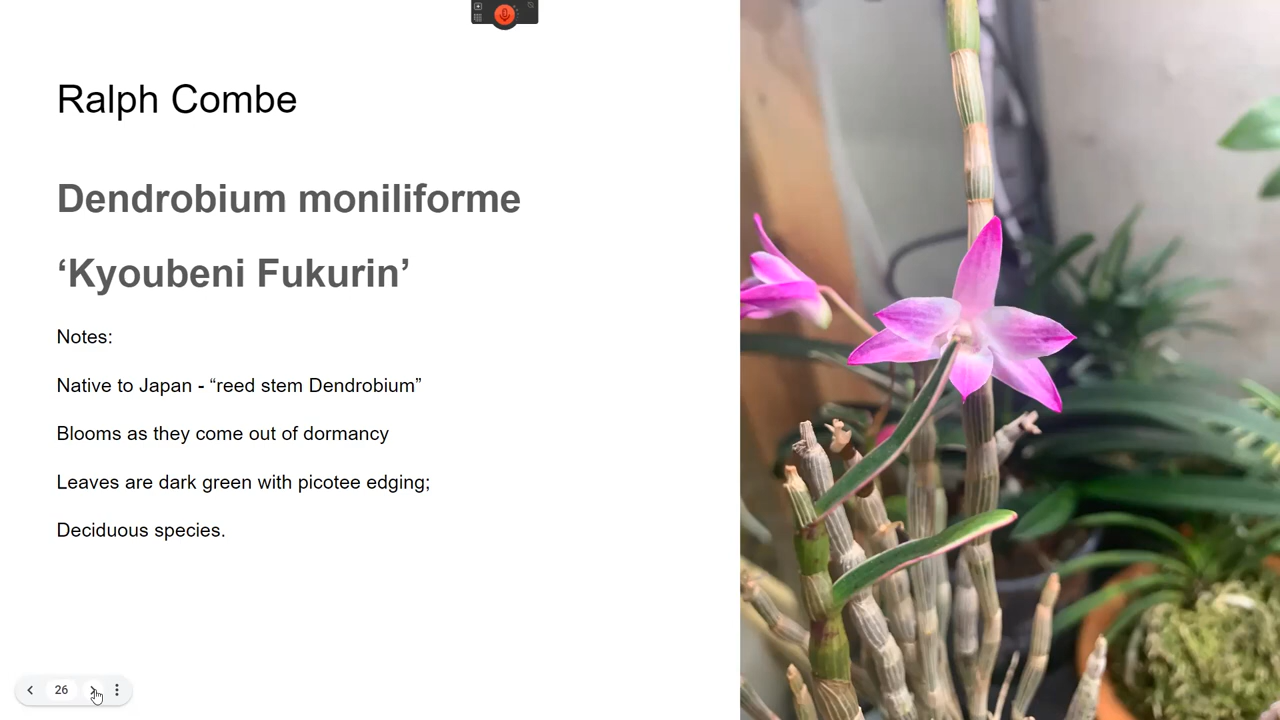 Ralph Combe
Dendrobium moniliforme
‘Kyoubeni Fukurin’
Notes:
Native to Japan - “reed stem Dendrobium”
Blooms as they come out of dormancy
Leaves are dark green with picotee edging;
Deciduous species.
26